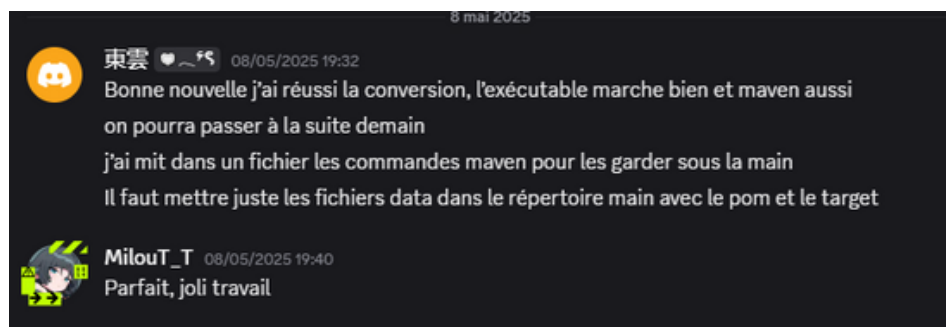 8 mai 2025
東雲 08/05/2025 19:32
Bonne nouvelle j'ai réussi la conversion, l'exécutable marche bien et maven aussi
on pourra passer à la suite demain
j'ai mit dans un fichier les commandes maven pour les garder sous la main
Il faut mettre juste les fichiers data dans le répertoire main avec le pom et le target
MilouT_T 08/05/2025 19:40
Parfait, joli travail